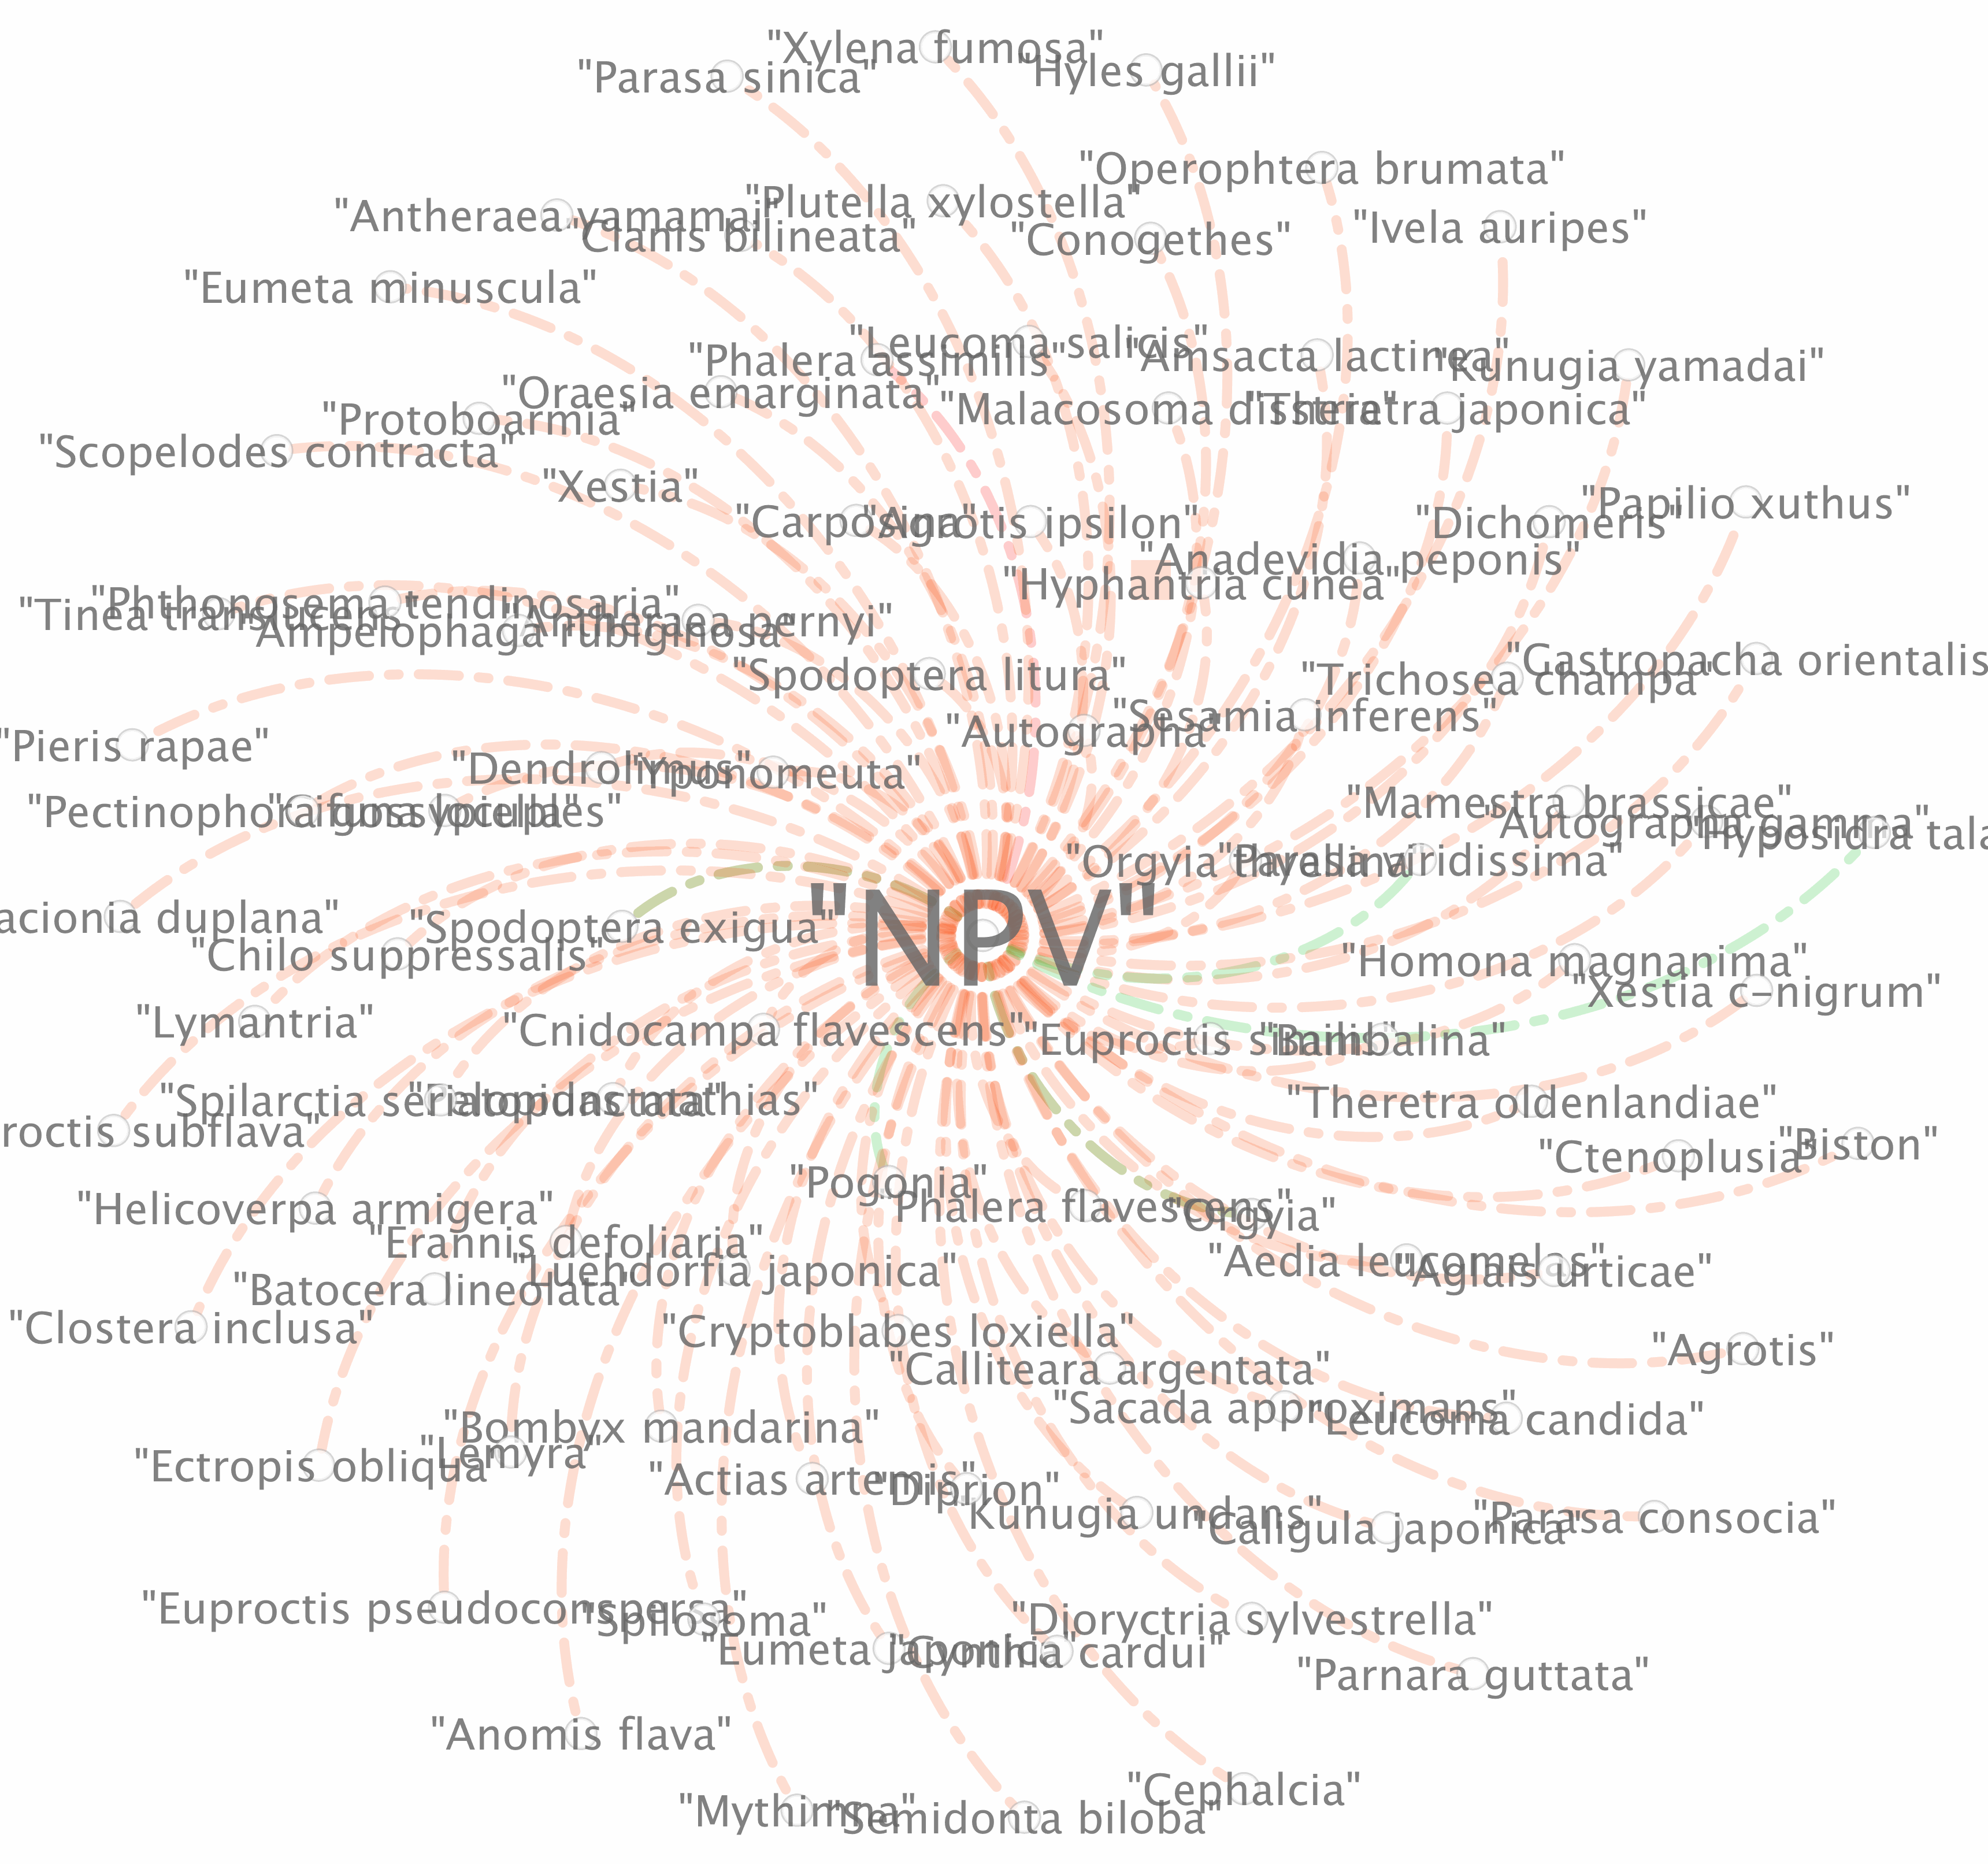 "Xylena fumosa"
"Parasa sinica"
"Hyles gallii"
"Operophtera brumata"
"Plutella xylostella"
"Antheraea yamamai"
"Ivela auripes"
"Cianis bilineata"
"Conogethes"
"Eumeta minuscula"
"Leucoma salicis"
"Phalera assimilis"
"Amsacta lactinea"
"Kunugia yamadai"
"Oraesia emarginata"
"Malacosoma disstria"
"Theretra japonica"
"Protoboarmia"
"Scopelodes contracta"
"Xestia"
"Papilio xuthus"
"Carposina"
"Agrotis ipsilon"
"Dichomeris"
"Anadevidia peponis"
"Hyphantria cunea"
"Phthonosema tendinosaria"
"Tinea translucens"
"Antheraea pernyi"
"Ampelophaga rubiginosa"
"Gastropacha orientalis
"Spodoptera litura"
"Trichosea champa"
"Sesamia inferens"
"Autographa"
"Pieris rapae"
"Dendrolimus"
"Yponomeuta"
"Mamestra brassicae"
"Pectinophora gossypiella"
"Autographa gamma"
"Hyposidra tala
"Orgyia thyellina"
"Parasa viridissima"
acionia duplana"
"Spodoptera exigua"
"NPV"
"Chilo suppressalis"
"Homona magnanima"
"Xestia c-nigrum"
"Lymantria"
"Cnidocampa flavescens"
"Euproctis similis"
"Bambalina"
"Spilarctia seriatopunctata"
"Pelopidas mathias"
"Theretra oldenlandiae"
roctis subflava"
"Ctenoplusia"
"Biston"
"Pogonia"
"Helicoverpa armigera"
"Phalera flavescens"
"Orgyia"
"Erannis defoliaria"
"Luehdorfia japonica"
"Aedia leucomelas"
"Aglais urticae"
"Batocera lineolata"
"Clostera inclusa"
"Cryptoblabes loxiella"
"Agrotis"
"Calliteara argentata"
"Sacada approximans"
"Leucoma candida"
"Bombyx mandarina"
"Lemyra"
"Ectropis obliqua"
"Actias artemis"
"Diprion"
"Kunugia undans"
"Caligula japonica"
"Parasa consocia"
"Euproctis pseudoconspersa"
"Spilosoma"
"Dioryctria sylvestrella"
"Eumeta japonica"
"Cynthia cardui"
"Parnara guttata"
"Anomis flava"
"Cephalcia"
"Mythimna"
"Semidonta biloba"